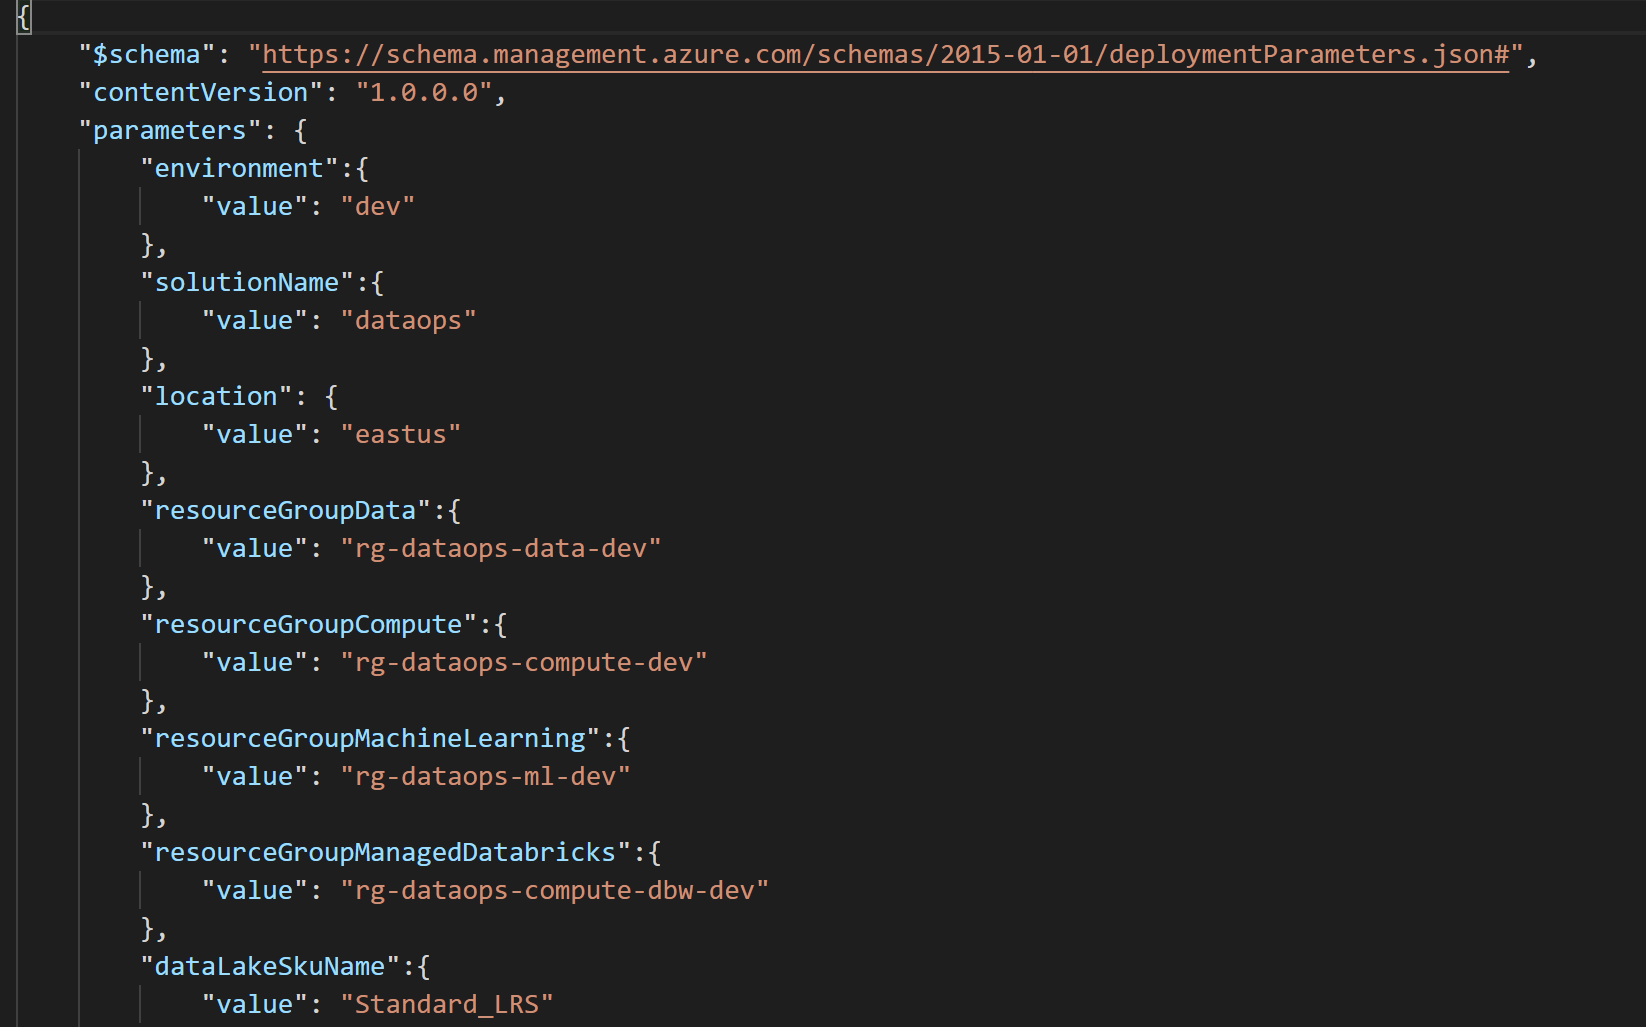 {
    "$schema": "https://schema.management.azure.com/schemas/2015-01-01/deploymentParameters.json#",
    "contentVersion": "1.0.0.0",
    "parameters": {
        "environment":{
            "value": "dev"
        },
        "solutionName":{
            "value": "dataops"
        },
        "location": {
            "value": "eastus"
        },
        "resourceGroupData":{
            "value": "rg-dataops-data-dev"
        },
        "resourceGroupCompute":{
            "value": "rg-dataops-compute-dev"
        },
        "resourceGroupMachineLearning":{
            "value": "rg-dataops-ml-dev"
        },
        "resourceGroupManagedDatabricks":{
            "value": "rg-dataops-compute-dbw-dev"
        },
        "dataLakeSkuName":{
            "value": "Standard_LRS"